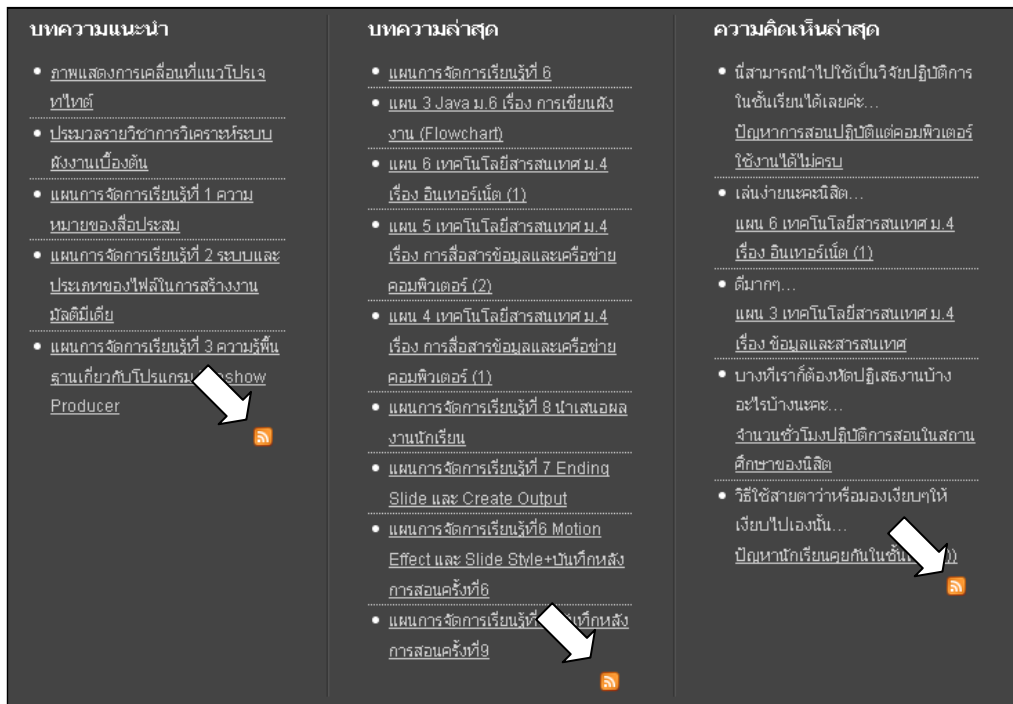 บทความแนะนำ
ภาพแสดงการเคลื่อนที่แนวโปรเจ
ทไทต์
ประมวลรายวิชาการวิเคราะห์ระบบ
ผังงานเบื้องต้น
แผนการจัดการเรียนรู้ที่ 1 ความ
หมายของสื่อประสม
แผนการจัดการเรียนรู้ที่ 2 ระบบและ
ประเภทของไฟล์ในการสร้างงาน
มัลติมีเดีย
แผนการจัดการเรียนรู้ที่ 3 ความรู้พื้น
ฐานเกี่ยวกับโปรแกรม
Producer
บทความล่าสุด
แผนการจัดการเรียนรู้ที่ 6
แผน 3 Java ม.6 เรื่อง การเขียนผัง
งาน (Flowchart)
แผน 6 เทคโนโลยีสารสนเทศ ม.4
เรื่อง อินเทอร์เน็ต (1)
แผน 5 เทคโนโลยีสารสนเทศ ม.4
เรื่อง การสื่อสารข้อมูลและเครือข่าย
คอมพิวเตอร์ (2)
แผน 4 เทคโนโลยีสารสนเทศ ม.4
เรื่อง การสื่อสารข้อมูลและเครือข่าย
คอมพิวเตอร์ (1)
แผนการจัดการเรียนรู้ที่ 8 นำเสนอผล
งานนักเรียน
แผนการจัดการเรียนรู้ที่ 7 Ending
Slide และ Create Output
แผนการจัดการเรียนรู้ที่6 Motion
Effect และ Slide Style+บันทึกหลัง
การสอนครั้งที่6
แผนการจัดการเรียนรู้ที่
การสอนครั้งที่9
ความคิดเห็นล่าสุด
นี่สามารถนำไปใช้เป็นวิจัยปฏิบัติการ
ในชั้นเรียนได้เลยค่ะ...
ปัญหาการสอนปฏิบัติแต่คอมพิวเตอร์
ใช้งานได้ไม่ครบ
เล่นง่ายนะคะนิสิต...
แผน 6 เทคโนโลยีสารสนเทศ ม.4
เรื่อง อินเทอร์เน็ต (1)
ดีมากๆ...
แผน 3 เทคโนโลยีสารสนเทศ ม.4
เรื่อง ข้อมูลและสารสนเทศ
บางทีเราก็ต้องหัดปฏิเสธงานบ้าง
อะไรบ้างนะคะ...
จำนวนชั่วโมงปฏิบัติการสอนในสถาน
ศึกษาของนิสิต
วิธีใช้สายตาว่าหรือมองเงียบๆให้
เงียบไปเองนั้น...
ปัญหานักเรียนคุยกันในชั้น